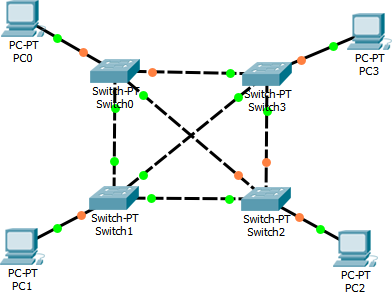 PC-PT
PC0
Switch-PT
Switch0
Switch-PT
Switch3
PC-PT
PC3
PC-PT
PC1
Switch-PT
Switch1
Switch-PT
Switch2
PC-PT
PC2